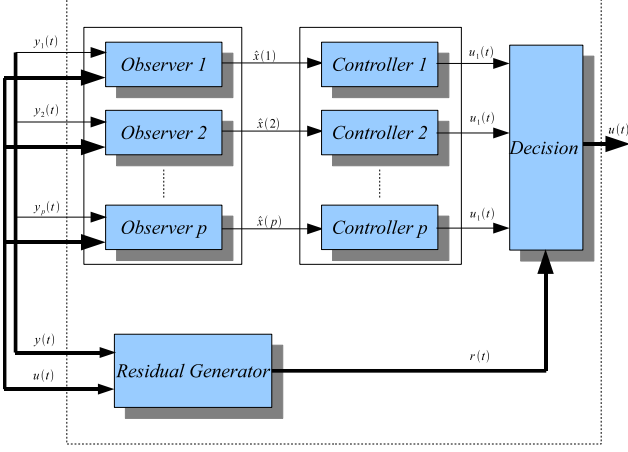 y₁(t)
Observer 1
x̂(1)
Controller 1
u₁(t)
y₂(t)
Observer 2
x̂(2)
Controller 2
u₁(t)
Decision
u(t)
yₚ(t)
Observer p
x̂(p)
Controller p
u₁(t)
y(t)
u(t)
Residual Generator
r(t)